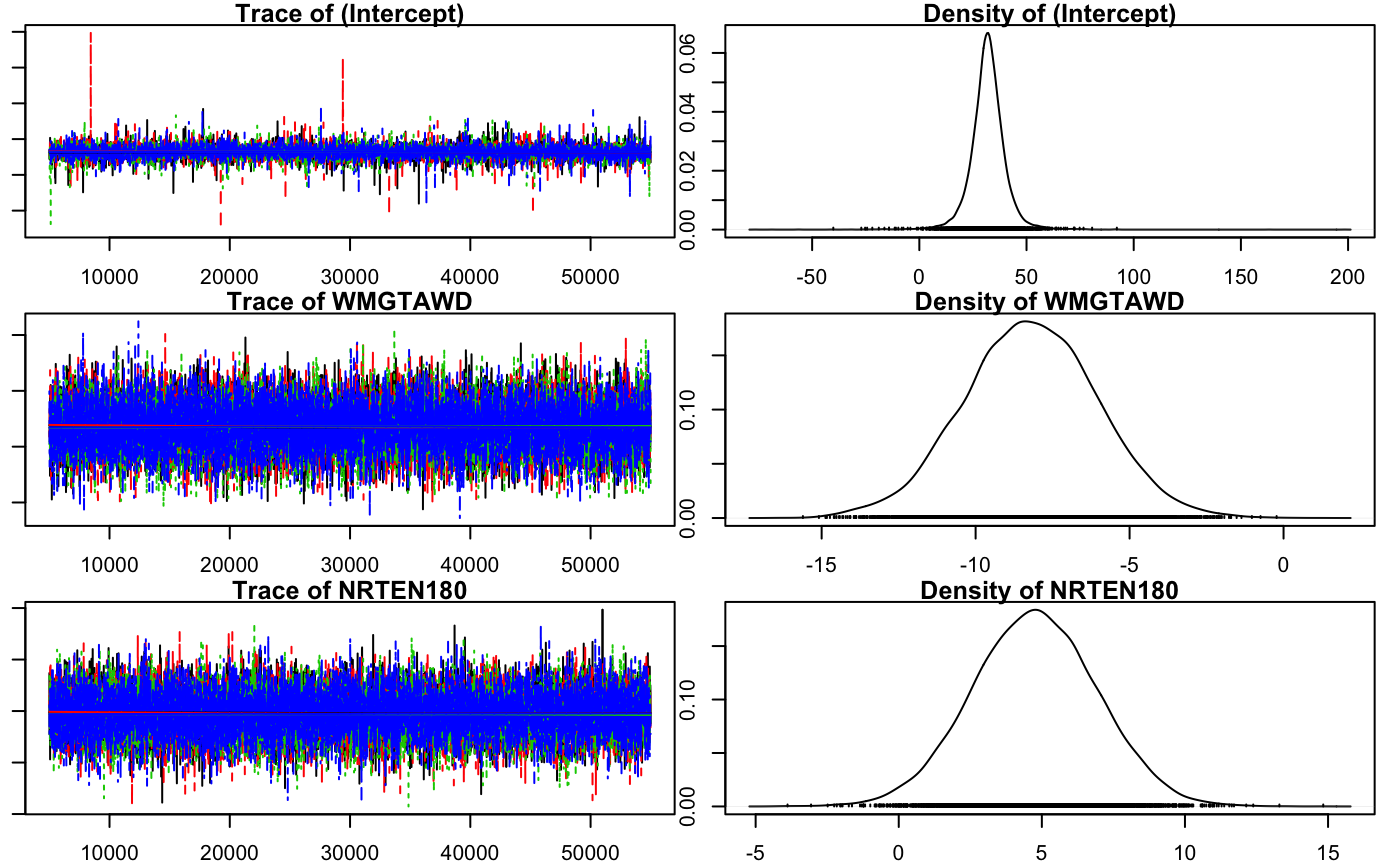 Trace of (Intercept)
Density of (Intercept)
0.00 0.02 0.04 0.06
10000 20000 30000 40000 50000
-50 0 50 100 150 200
Trace of WMGTAWD
Density of WMGTAWD
0.00 0.10
10000 20000 30000 40000 50000
-15 -10 -5 0
Trace of NRTEN180
Density of NRTEN180
0.00 0.10
10000 20000 30000 40000 50000
-5 0 5 10 15